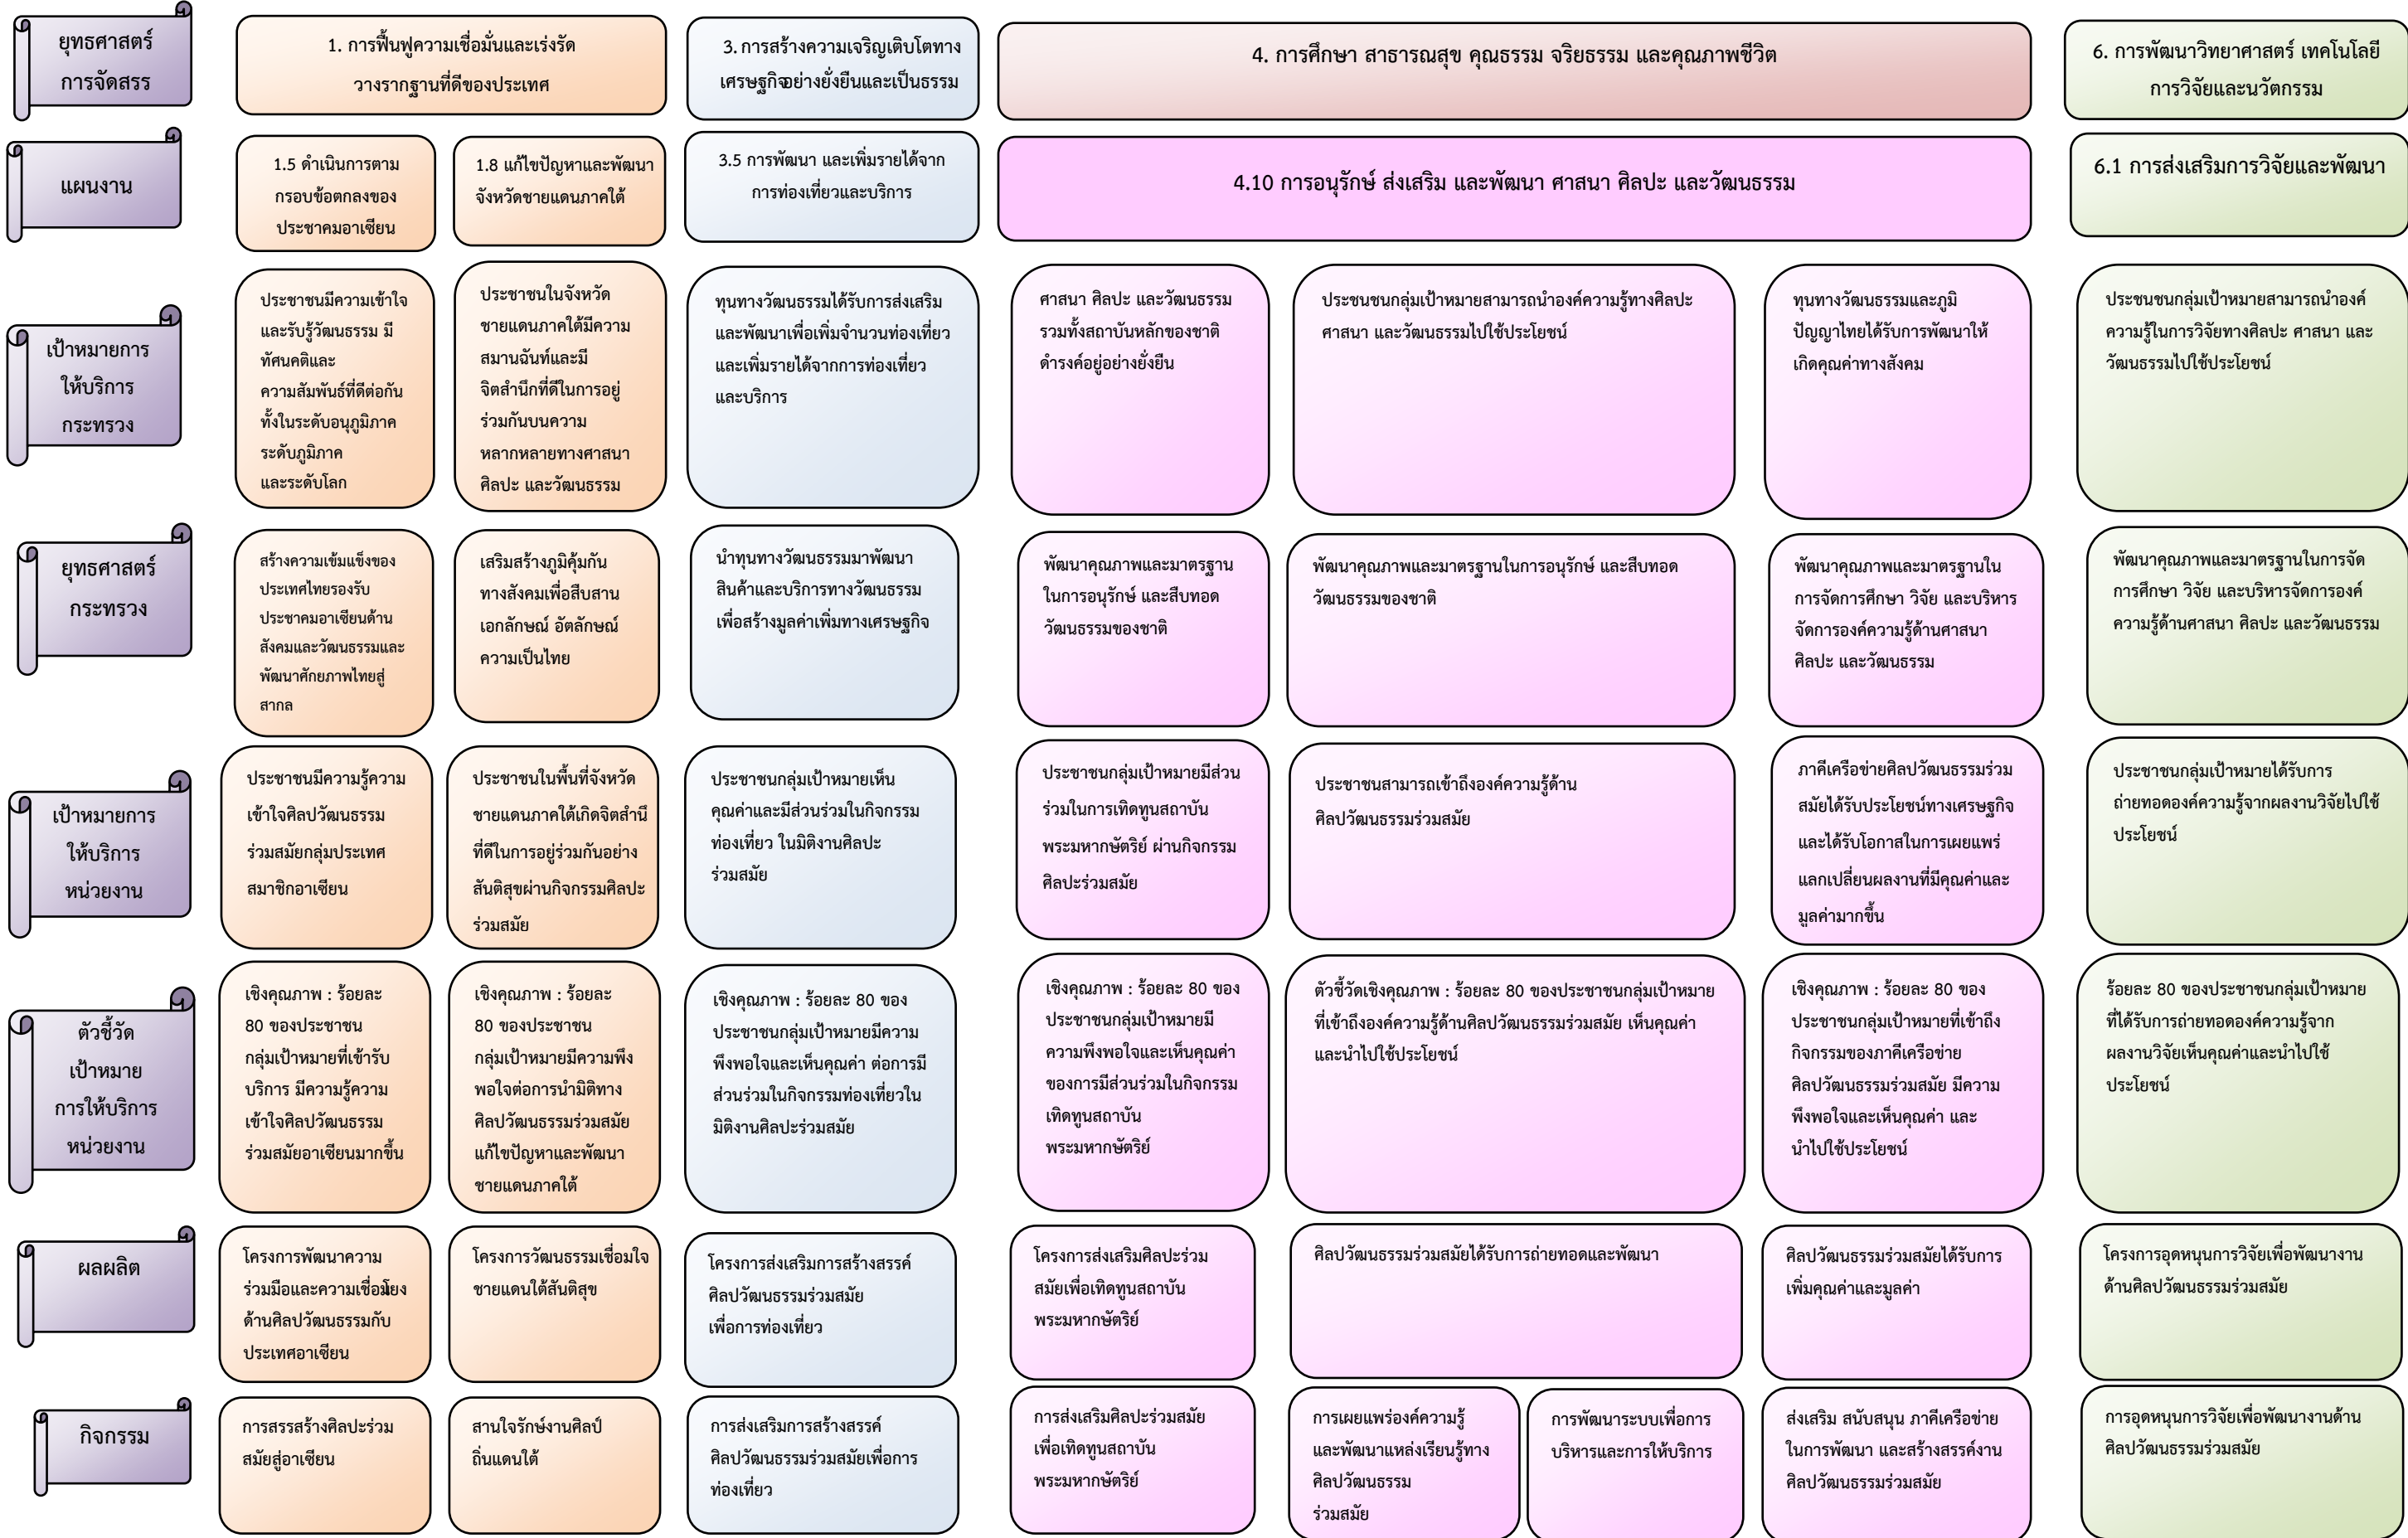 ยุทธศาสตร์
การจัดสรร
1. การฟื้นฟูความเชื่อมั่นและเร่งรัด
วางรากฐานที่ดีของประเทศ
3. การสร้างความเจริญเติบโตทาง
เศรษฐกิจอย่างยั่งยืนและเป็นธรรม
4. การศึกษา สาธารณสุข คุณธรรม จริยธรรม และคุณภาพชีวิต
6. การพัฒนาวิทยาศาสตร์ เทคโนโลยี
การวิจัยและนวัตกรรม
แผนงาน
1.5 ดำเนินการตาม
กรอบข้อตกลงของ
ประชาคมอาเซียน
1.8 แก้ไขปัญหาและพัฒนา
จังหวัดชายแดนภาคใต้
3.5 การพัฒนา และเพิ่มรายได้จาก
การท่องเที่ยวและบริการ
4.10 การอนุรักษ์ ส่งเสริม และพัฒนา ศาสนา ศิลปะ และวัฒนธรรม
6.1 การส่งเสริมการวิจัยและพัฒนา
เป้าหมายการ
ให้บริการ
กระทรวง
ประชาชนมีความเข้าใจ
และรับรู้วัฒนธรรม มี
ทัศนคติและ
ความสัมพันธ์ที่ดีต่อกัน
ทั้งในระดับอนุภูมิภาค
ระดับภูมิภาค
และระดับโลก
ประชาชนในจังหวัด
ชายแดนภาคใต้มีความ
สมานฉันท์และมี
จิตสำนึกที่ดีในการอยู่
ร่วมกันบนความ
หลากหลายทางศาสนา
ศิลปะ และวัฒนธรรม
ทุนทางวัฒนธรรมได้รับการส่งเสริม
และพัฒนาเพื่อเพิ่มจำนวนท่องเที่ยว
และเพิ่มรายได้จากการท่องเที่ยว
และบริการ
ศาสนา ศิลปะ และวัฒนธรรม
รวมทั้งสถาบันหลักของชาติ
ดำรงค์อยู่อย่างยั่งยืน
ประชนชนกลุ่มเป้าหมายสามารถนำองค์ความรู้ทางศิลปะ
ศาสนา และวัฒนธรรมไปใช้ประโยชน์
ทุนทางวัฒนธรรมและภูมิ
ปัญญาไทยได้รับการพัฒนาให้
เกิดคุณค่าทางสังคม
ประชนชนกลุ่มเป้าหมายสามารถนำองค์
ความรู้ในการวิจัยทางศิลปะ ศาสนา และ
วัฒนธรรมไปใช้ประโยชน์
ยุทธศาสตร์
กระทรวง
สร้างความเข้มแข็งของ
ประเทศไทยรองรับ
ประชาคมอาเซียนด้าน
สังคมและวัฒนธรรมและ
พัฒนาศักยภาพไทยสู่
สากล
เสริมสร้างภูมิคุ้มกัน
ทางสังคมเพื่อสืบสาน
เอกลักษณ์ อัตลักษณ์
ความเป็นไทย
นำทุนทางวัฒนธรรมมาพัฒนา
สินค้าและบริการทางวัฒนธรรม
เพื่อสร้างมูลค่าเพิ่มทางเศรษฐกิจ
พัฒนาคุณภาพและมาตรฐาน
ในการอนุรักษ์ และสืบทอด
วัฒนธรรมของชาติ
พัฒนาคุณภาพและมาตรฐานในการอนุรักษ์ และสืบทอด
วัฒนธรรมของชาติ
พัฒนาคุณภาพและมาตรฐานใน
การจัดการศึกษา วิจัย และบริหาร
จัดการองค์ความรู้ด้านศาสนา
ศิลปะ และวัฒนธรรม
พัฒนาคุณภาพและมาตรฐานในการจัด
การศึกษา วิจัย และบริหารจัดการองค์
ความรู้ด้านศาสนา ศิลปะ และวัฒนธรรม
เป้าหมายการ
ให้บริการ
หน่วยงาน
ประชาชนมีความรู้ความ
เข้าใจศิลปวัฒนธรรม
ร่วมสมัยกลุ่มประเทศ
สมาชิกอาเซียน
ประชาชนในพื้นที่จังหวัด
ชายแดนภาคใต้เกิดจิตสำนึ
ที่ดีในการอยู่ร่วมกันอย่าง
สันติสุขผ่านกิจกรรมศิลปะ
ร่วมสมัย
ประชาชนกลุ่มเป้าหมายเห็น
คุณค่าและมีส่วนร่วมในกิจกรรม
ท่องเที่ยว ในมิติงานศิลปะ
ร่วมสมัย
ประชาชนกลุ่มเป้าหมายมีส่วน
ร่วมในการเทิดทูนสถาบัน
พระมหากษัตริย์ ผ่านกิจกรรม
ศิลปะร่วมสมัย
ประชาชนสามารถเข้าถึงองค์ความรู้ด้าน
ศิลปวัฒนธรรมร่วมสมัย
ภาคีเครือข่ายศิลปวัฒนธรรมร่วม
สมัยได้รับประโยชน์ทางเศรษฐกิจ
และได้รับโอกาสในการเผยแพร่
แลกเปลี่ยนผลงานที่มีคุณค่าและ
มูลค่ามากขึ้น
ประชาชนกลุ่มเป้าหมายได้รับการ
ถ่ายทอดองค์ความรู้จากผลงานวิจัยไปใช้
ประโยชน์
ตัวชี้วัด
เป้าหมาย
การให้บริการ
หน่วยงาน
เชิงคุณภาพ : ร้อยละ
80 ของประชาชน
กลุ่มเป้าหมายที่เข้ารับ
บริการ มีความรู้ความ
เข้าใจศิลปวัฒนธรรม
ร่วมสมัยอาเซียนมากขึ้น
เชิงคุณภาพ : ร้อยละ
80 ของประชาชน
กลุ่มเป้าหมายมีความพึง
พอใจต่อการนำมิติทาง
ศิลปวัฒนธรรมร่วมสมัย
แก้ไขปัญหาและพัฒนา
ชายแดนภาคใต้
เชิงคุณภาพ : ร้อยละ 80 ของ
ประชาชนกลุ่มเป้าหมายมีความ
พึงพอใจและเห็นคุณค่า ต่อการมี
ส่วนร่วมในกิจกรรมท่องเที่ยวใน
มิติงานศิลปะร่วมสมัย
เชิงคุณภาพ : ร้อยละ 80 ของ
ประชาชนกลุ่มเป้าหมายมี
ความพึงพอใจและเห็นคุณค่า
ของการมีส่วนร่วมในกิจกรรม
เทิดทูนสถาบัน
พระมหากษัตริย์
ตัวชี้วัดเชิงคุณภาพ : ร้อยละ 80 ของประชาชนกลุ่มเป้าหมาย
ที่เข้าถึงองค์ความรู้ด้านศิลปวัฒนธรรมร่วมสมัย เห็นคุณค่า
และนำไปใช้ประโยชน์
เชิงคุณภาพ : ร้อยละ 80 ของ
ประชาชนกลุ่มเป้าหมายที่เข้าถึง
กิจกรรมของภาคีเครือข่าย
ศิลปวัฒนธรรมร่วมสมัย มีความ
พึงพอใจและเห็นคุณค่า และ
นำไปใช้ประโยชน์
ร้อยละ 80 ของประชาชนกลุ่มเป้าหมาย
ที่ได้รับการถ่ายทอดองค์ความรู้จาก
ผลงานวิจัยเห็นคุณค่าและนำไปใช้
ประโยชน์
ผลผลิต
โครงการพัฒนาความ
ร่วมมือและความเชื่อมโยง
ด้านศิลปวัฒนธรรมกับ
ประเทศอาเซียน
โครงการวัฒนธรรมเชื่อมใจ
ชายแดนใต้สันติสุข
โครงการส่งเสริมการสร้างสรรค์
ศิลปวัฒนธรรมร่วมสมัย
เพื่อการท่องเที่ยว
โครงการส่งเสริมศิลปะร่วม
สมัยเพื่อเทิดทูนสถาบัน
พระมหากษัตริย์
ศิลปวัฒนธรรมร่วมสมัยได้รับการถ่ายทอดและพัฒนา
ศิลปวัฒนธรรมร่วมสมัยได้รับการ
เพิ่มคุณค่าและมูลค่า
โครงการอุดหนุนการวิจัยเพื่อพัฒนางาน
ด้านศิลปวัฒนธรรมร่วมสมัย
กิจกรรม
การสรรสร้างศิลปะร่วม
สมัยสู่อาเซียน
สานใจรักษ์งานศิลป์
ถิ่นแดนใต้
การส่งเสริมการสร้างสรรค์
ศิลปวัฒนธรรมร่วมสมัยเพื่อการ
ท่องเที่ยว
การส่งเสริมศิลปะร่วมสมัย
เพื่อเทิดทูนสถาบัน
พระมหากษัตริย์
การเผยแพร่องค์ความรู้
และพัฒนาแหล่งเรียนรู้ทาง
ศิลปวัฒนธรรม
ร่วมสมัย
การพัฒนาระบบเพื่อการ
บริหารและการให้บริการ
ส่งเสริม สนับสนุน ภาคีเครือข่าย
ในการพัฒนา และสร้างสรรค์งาน
ศิลปวัฒนธรรมร่วมสมัย
การอุดหนุนการวิจัยเพื่อพัฒนางานด้าน
ศิลปวัฒนธรรมร่วมสมัย